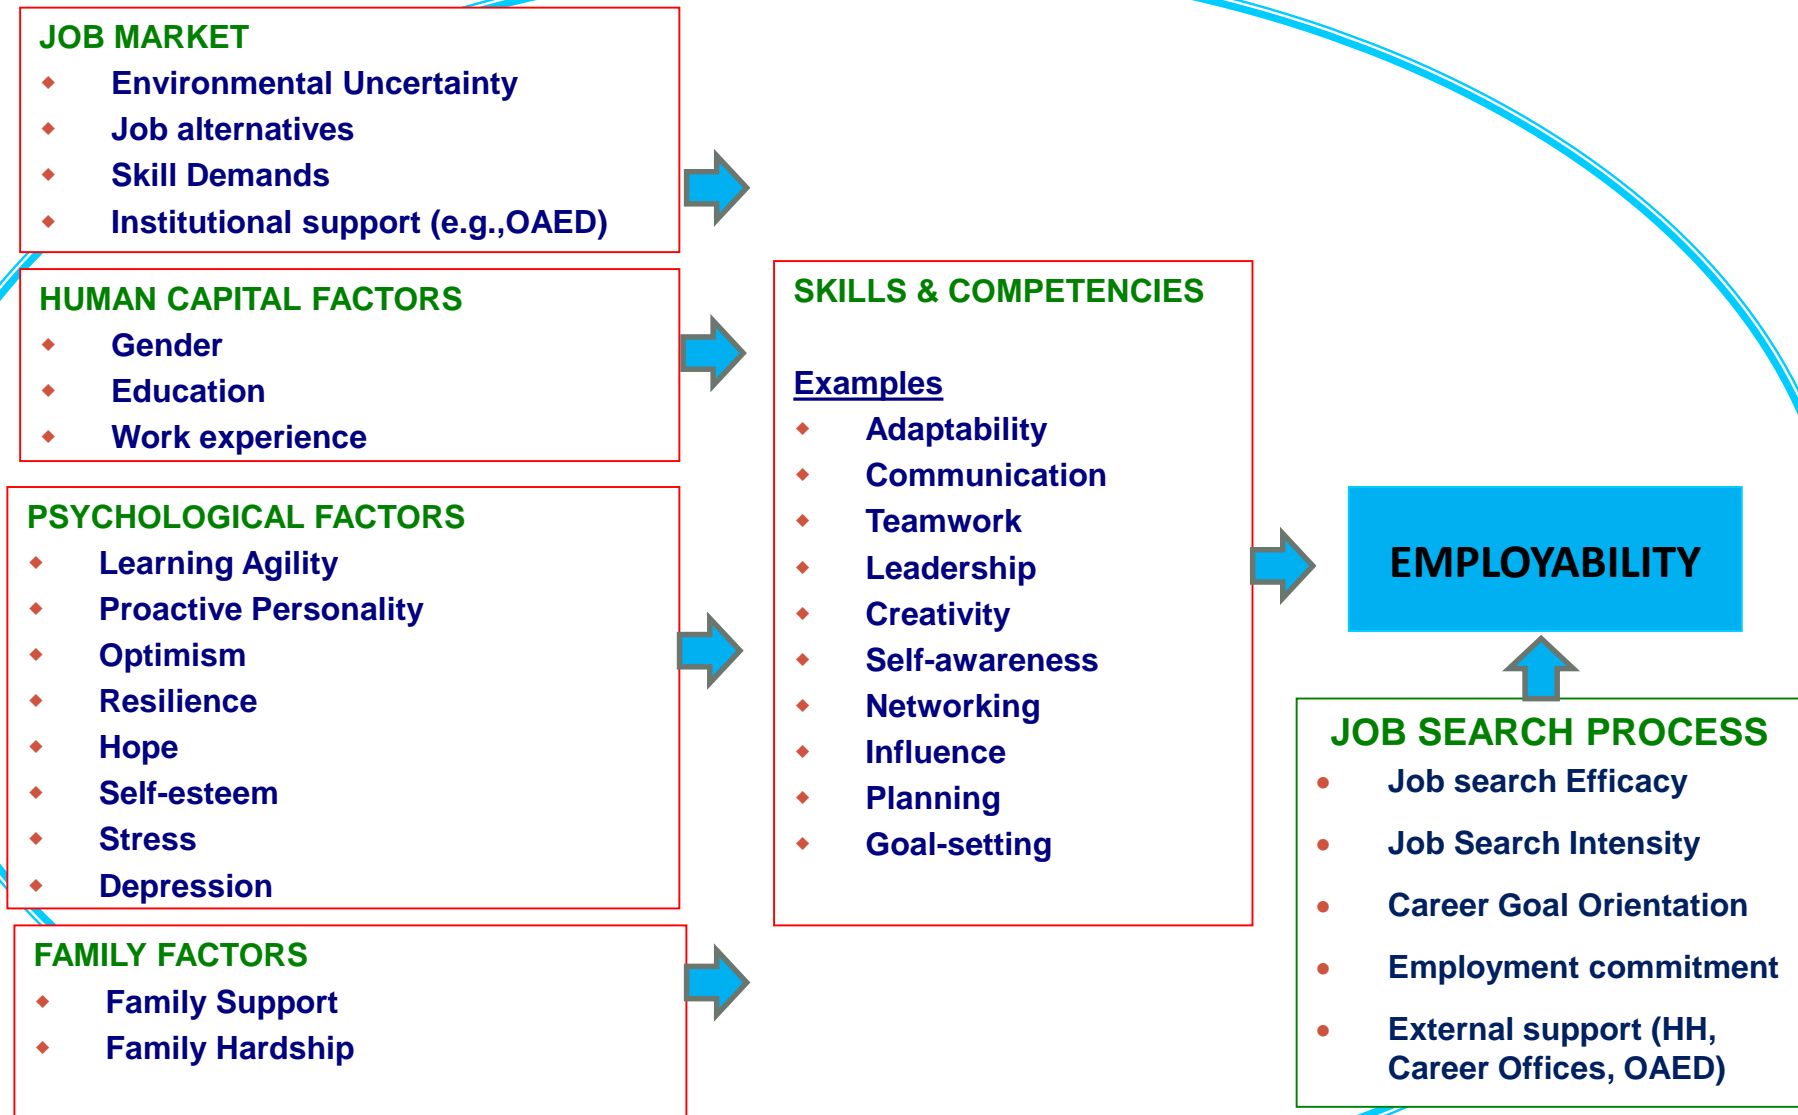 JOB MARKET
Environmental Uncertainty
Job alternatives
Skill Demands
Institutional support (e.g.,OAED)
HUMAN CAPITAL FACTORS
Gender
Education
Work experience
PSYCHOLOGICAL FACTORS
Learning Agility
Proactive Personality
Optimism
Resilience
Hope
Self-esteem
Stress
Depression
FAMILY FACTORS
Family Support
Family Hardship
SKILLS & COMPETENCIES
Examples
Adaptability
Communication
Teamwork
Leadership
Creativity
Self-awareness
Networking
Influence
Planning
Goal-setting
EMPLOYABILITY
JOB SEARCH PROCESS
Job search Efficacy
Job Search Intensity
Career Goal Orientation
Employment commitment
External support (HH,
Career Offices, OAED)